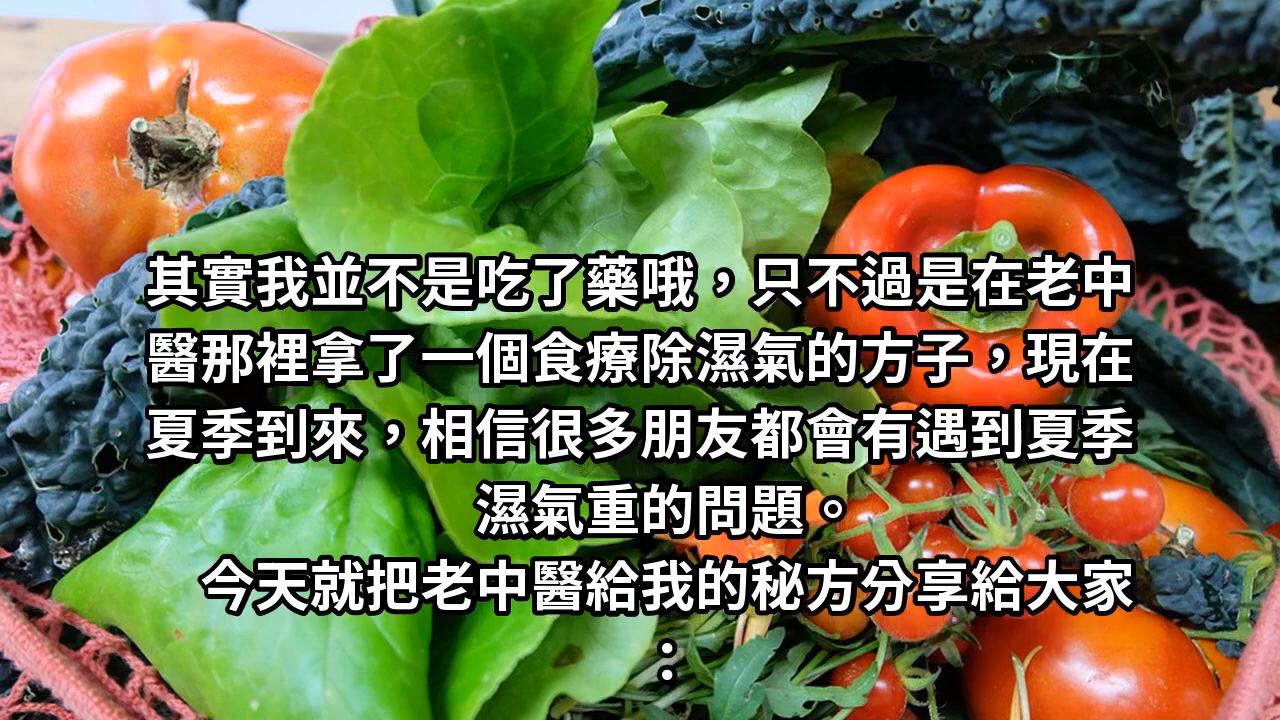 其實我並不是吃了藥哦，只不過是在老中
醫那裡拿了一個食療除濕氣的方子，現在
夏季到來，相信很多朋友都會有遇到夏季
濕氣重的問題。
今天就把老中醫給我的秘方分享給大家
：